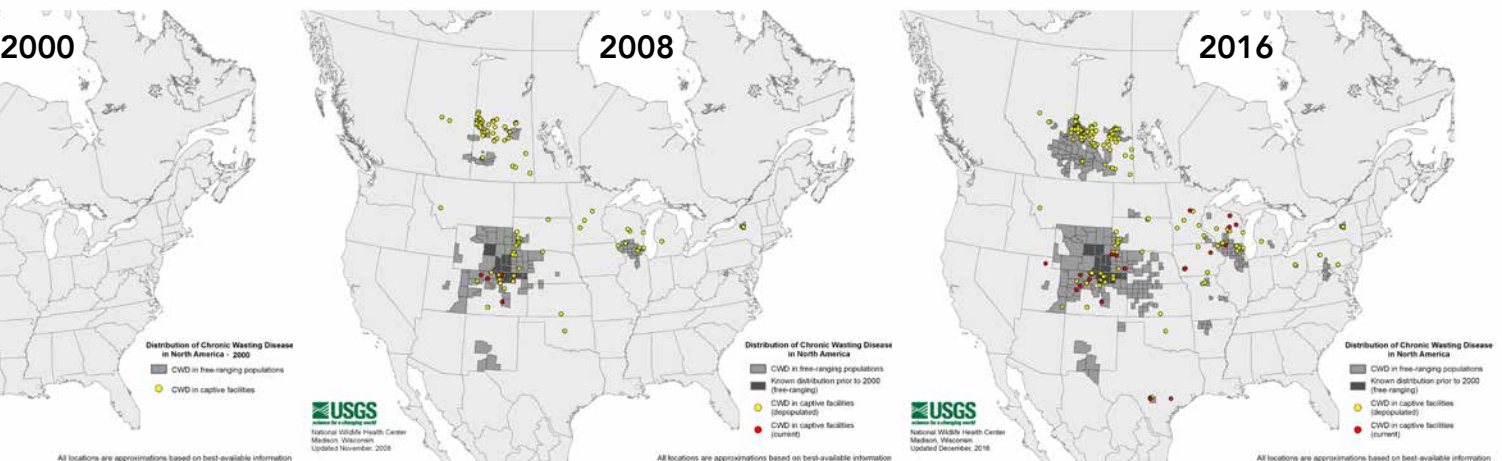 2000
Distribution of Chronic Wasting Disease
in North America - 2000
CWD in free-ranging populations
CWD in captive facilities
All locations are approximations based on best-available information
2008
Distribution of Chronic Wasting Disease
in North America
CWD in free-ranging populations
Known distribution prior to 2000
(free-ranging)
CWD in captive facilities
(depopulated)
CWD in captive facilities
(current)
USGS
science for a changing world
National Wildlife Health Center
Madison, Wisconsin
Updated November, 2008
All locations are approximations based on best-available information
2016
Distribution of Chronic Wasting Disease
in North America
CWD in free-ranging populations
Known distribution prior to 2000
(free-ranging)
CWD in captive facilities
(depopulated)
CWD in captive facilities
(current)
USGS
science for a changing world
National Wildlife Health Center
Madison, Wisconsin
Updated December, 2016
All locations are approximations based on best-available information